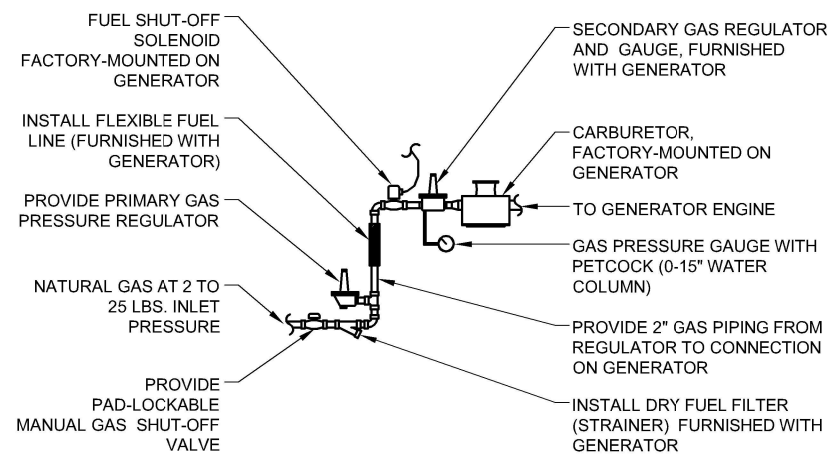 FUEL SHUT-OFF
SOLENOID
FACTORY-MOUNTED ON
GENERATOR
INSTALL FLEXIBLE FUEL
LINE (FURNISHED WITH
GENERATOR)
PROVIDE PRIMARY GAS
PRESSURE REGULATOR
NATURAL GAS AT 2 TO
25 LBS. INLET
PRESSURE
PROVIDE
PAD-LOCKABLE
MANUAL GAS SHUT-OFF
VALVE
SECONDARY GAS REGULATOR
AND GAUGE, FURNISHED
WITH GENERATOR
CARBURETOR,
FACTORY-MOUNTED ON
GENERATOR
TO GENERATOR ENGINE
GAS PRESSURE GAUGE WITH
PETCOCK (0-15" WATER
COLUMN)
PROVIDE 2" GAS PIPING FROM
REGULATOR TO CONNECTION
ON GENERATOR
INSTALL DRY FUEL FILTER
(STRAINER) FURNISHED WITH
GENERATOR